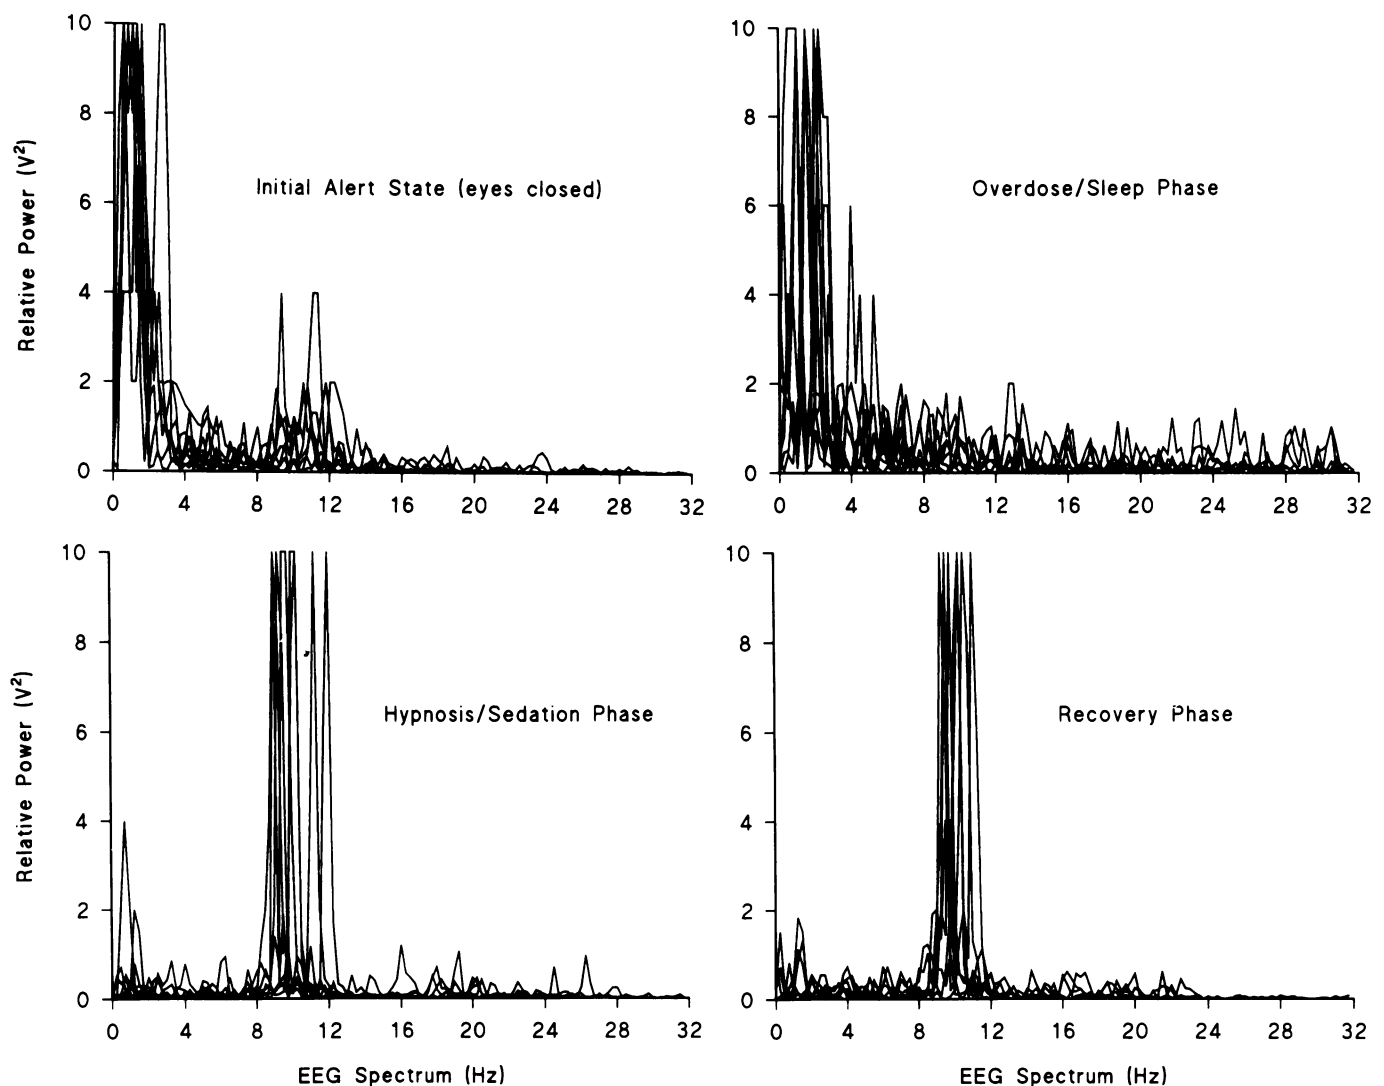 10
8
6
4
2
0
Relative Power (V²)
Initial Alert State (eyes closed)
0 4 8 12 16 20 24 28 32
10
8
6
4
2
0
Overdose/Sleep Phase
0 4 8 12 16 20 24 28 32
10
8
6
4
2
0
Relative Power (V²)
Hypnosis/Sedation Phase
0 4 8 12 16 20 24 28 32
EEG Spectrum (Hz)
10
8
6
4
2
0
Recovery Phase
0 4 8 12 16 20 24 28 32
EEG Spectrum (Hz)